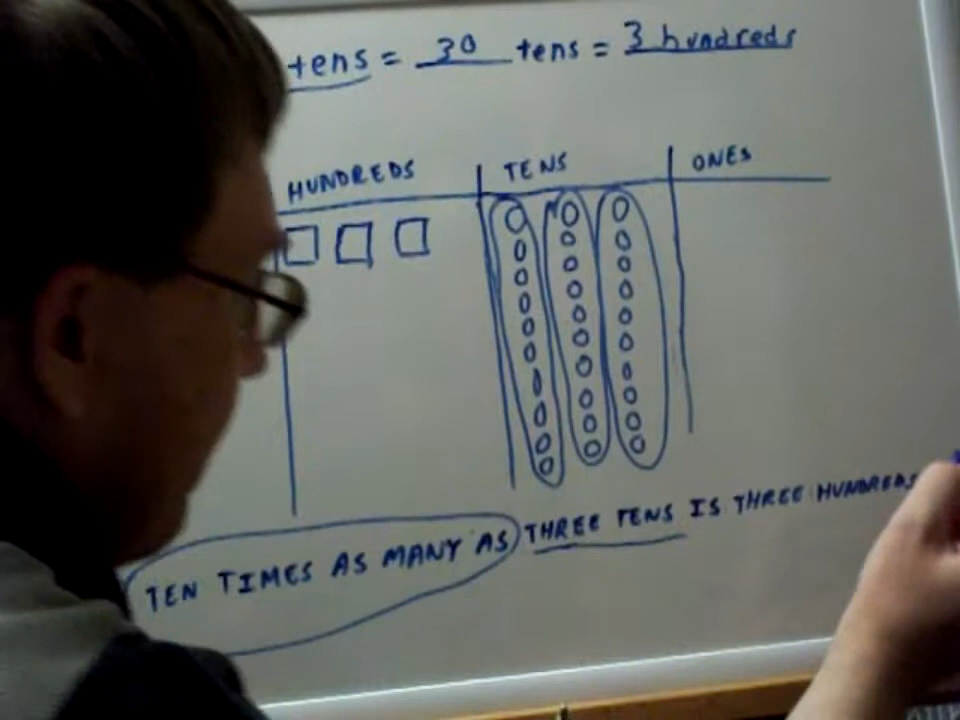 tens = 30 tens = 3 hundreds
HUNDREDS TENS ONES
TEN TIMES AS MANY AS THREE TENS IS THREE HUNDREDS